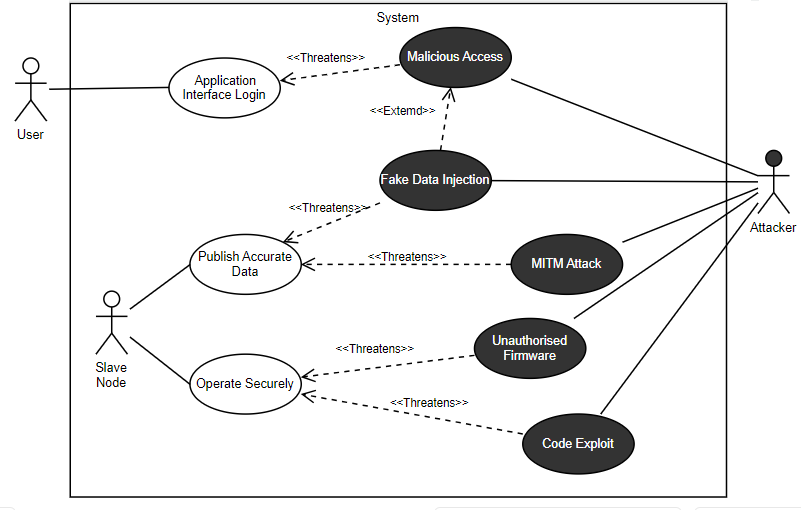 System
<<Threatens>>
Malicious Access
Application
Interface Login
User
<<Extemd>>
Fake Data Injection
Attacker
<<Threatens>>
Publish Accurate
Data
<<Threatens>>
MITM Attack
Slave
Node
<<Threatens>>
Unauthorised
Firmware
Operate Securely
<<Threatens>>
Code Exploit